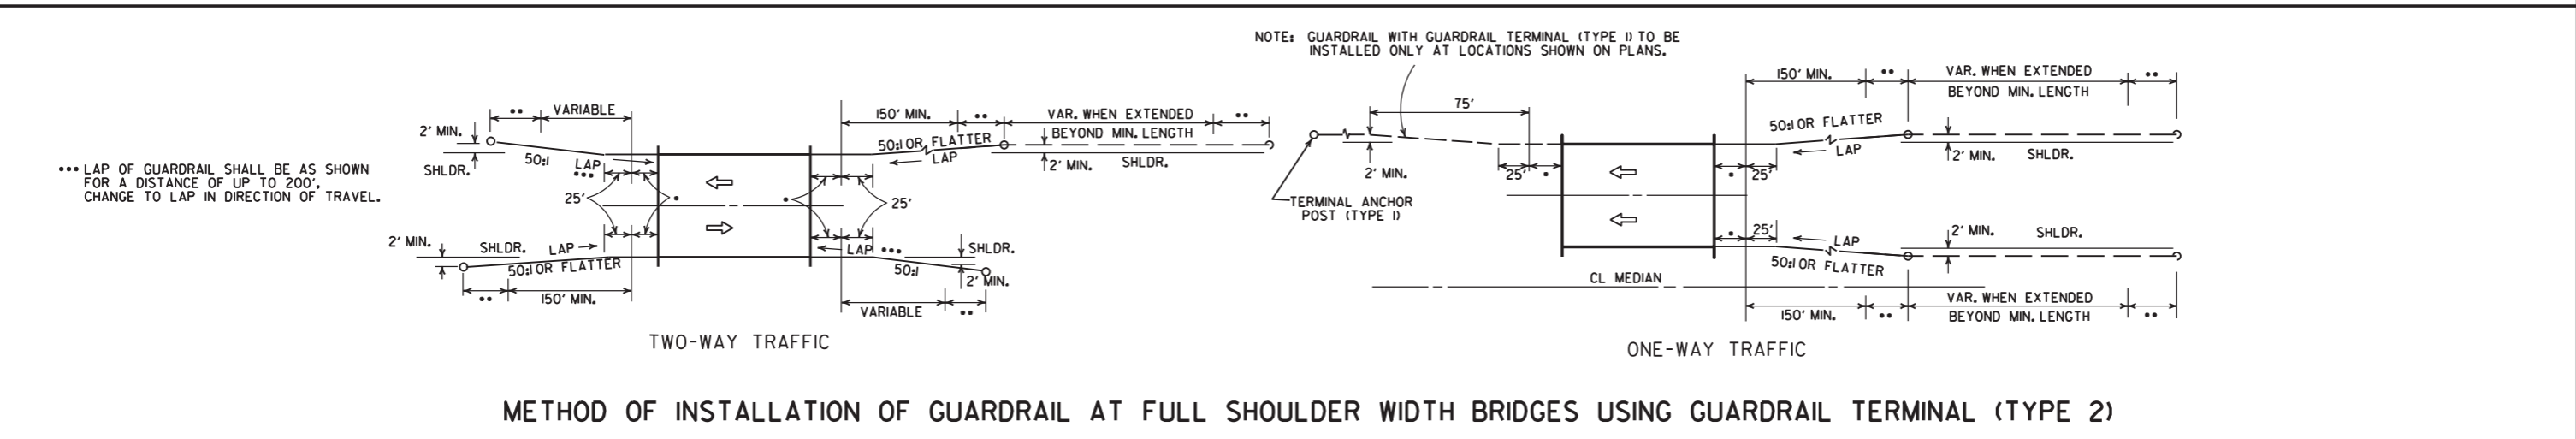 NOTE: GUARDRAIL WITH GUARDRAIL TERMINAL (TYPE 1) TO BE
INSTALLED ONLY AT LOCATIONS SHOWN ON PLANS.
•• VARIABLE
2' MIN.
50:1
SHLDR.
LAP
•••
••• LAP OF GUARDRAIL SHALL BE AS SHOWN
FOR A DISTANCE OF UP TO 200'.
CHANGE TO LAP IN DIRECTION OF TRAVEL.
25'
•
•
25'
150' MIN.
••
VAR. WHEN EXTENDED
BEYOND MIN. LENGTH
••
50:1 OR FLATTER
LAP
2' MIN.
SHLDR.
2' MIN.
SHLDR.
LAP
50:1 OR FLATTER
••
150' MIN.
LAP •••
50:1
SHLDR.
2' MIN.
VARIABLE
••
TWO-WAY TRAFFIC
75'
2' MIN.
25'
•
TERMINAL ANCHOR
POST (TYPE 1)
150' MIN.
••
VAR. WHEN EXTENDED
BEYOND MIN. LENGTH
••
50:1 OR FLATTER
LAP
2' MIN.
SHLDR.
•
25'
•
25'
LAP
50:1 OR FLATTER
2' MIN.
SHLDR.
CL MEDIAN
150' MIN.
••
VAR. WHEN EXTENDED
BEYOND MIN. LENGTH
••
ONE-WAY TRAFFIC
METHOD OF INSTALLATION OF GUARDRAIL AT FULL SHOULDER WIDTH BRIDGES USING GUARDRAIL TERMINAL (TYPE 2)